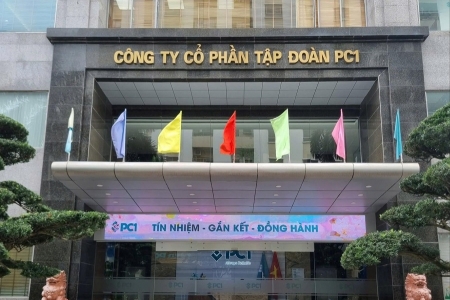 CÔNG TY CỔ PHẦN TẬP ĐOÀN PC1
PC1 TÍN NHIỆM - GẮN KẾT - ĐỒNG HÀNH
PC1